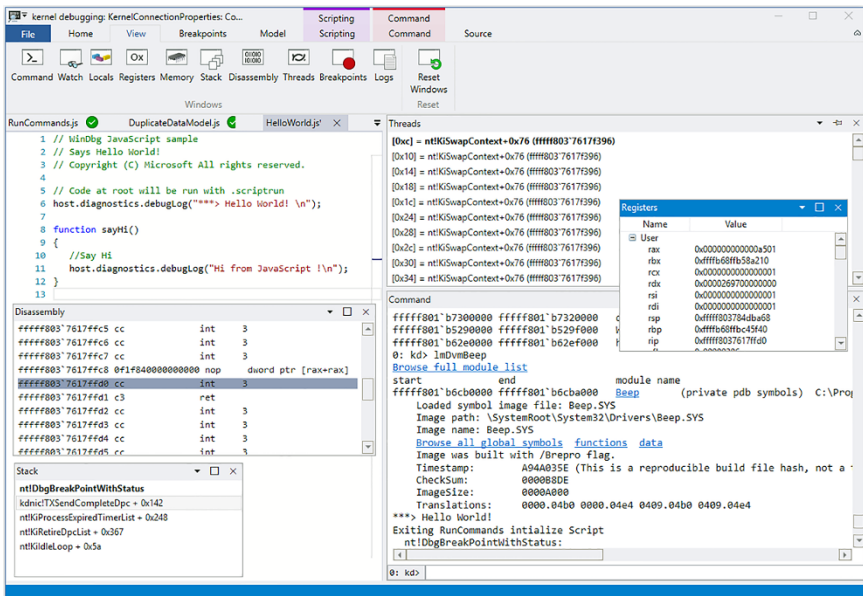 kernel debugging: KernelConnectionProperties: Co...
Scripting
Command
File
Home
View
Breakpoints
Model
Scripting
Command
Source
Command
Watch
Locals
Registers
Memory
Stack
Disassembly
Threads
Breakpoints
Logs
Reset
Windows
Windows
Reset
RunCommands.js
DuplicateDataModel.js
HelloWorld.js*
1 // WinDbg JavaScript sample
2 // Says Hello World!
3 // Copyright (C) Microsoft All rights reserved.
4
5 // Code at root will be run with .scriptrun
6 host.diagnostics.debugLog("***> Hello World! \n");
7
8 function sayHi()
9 {
10 //Say Hi
11 host.diagnostics.debugLog("Hi from JavaScript !\n");
12 }
13
Disassembly
fffff803`7617ffc5 cc int 3
fffff803`7617ffc6 cc int 3
fffff803`7617ffc7 cc int 3
fffff803`7617ffc8 0f1f840000000000 nop dword ptr [rax+rax]
fffff803`7617ffd0 cc int 3
fffff803`7617ffd1 c3 ret
fffff803`7617ffd2 cc int 3
fffff803`7617ffd3 cc int 3
fffff803`7617ffd4 cc int 3
fffff803`7617ffd5 cc int 3
Stack
nt!DbgBreakPointWithStatus
kdnic!TXSendCompleteDpc + 0x142
nt!KiProcessExpiredTimerList + 0x248
nt!KiRetireDpcList + 0x367
nt!KiIdleLoop + 0x5a
Threads
[0xc] = nt!KiSwapContext+0x76 (fffff803`7617f396)
[0x10] = nt!KiSwapContext+0x76 (fffff803`7617f396)
[0x14] = nt!KiSwapContext+0x76 (fffff803`7617f396)
[0x18] = nt!KiSwapContext+0x76 (fffff803`7617f396)
[0x1c] = nt!KiSwapContext+0x76 (fffff803`7617f396)
[0x24] = nt!KiSwapContext+0x76 (fffff803`7617f396)
[0x28] = nt!KiSwapContext+0x76 (fffff803`7617f396)
[0x2c] = nt!KiSwapContext+0x76 (fffff803`7617f396)
[0x30] = nt!KiSwapContext+0x76 (fffff803`7617f396)
[0x34] = nt!KiSwapContext+0x76 (fffff803`7617f396)
Registers
Name Value
User
rax 0x000000000000a501
rbx 0xffffb68ffb58a210
rcx 0x0000000000000001
rdx 0x0000269700000000
rsi 0x0000000000000001
rdi 0x0000000000000001
rsp 0xfffff803784dba68
rbp 0xffffb68ffbc45f40
rip 0xfffff8037617ffd0
Command
fffff801`b7300000 fffff801`b7320000
fffff801`b5290000 fffff801`b529f000
fffff801`b62e0000 fffff801`b62ef000
0: kd> lmDvmBeep
Browse full module list
start end module name
fffff801`b6cb0000 fffff801`b6cba000 Beep (private pdb symbols) C:\Prog
Loaded symbol image file: Beep.SYS
Image path: \SystemRoot\System32\Drivers\Beep.SYS
Image name: Beep.SYS
Browse all global symbols functions data
Image was built with /Brepro flag.
Timestamp: A94A035E (This is a reproducible build file hash, not a
CheckSum: 0000B8DE
ImageSize: 0000A000
Translations: 0000.04b0 0000.04e4 0409.04b0 0409.04e4
***> Hello World!
Exiting RunCommands intialize Script
nt!DbgBreakPointWithStatus:
0: kd>